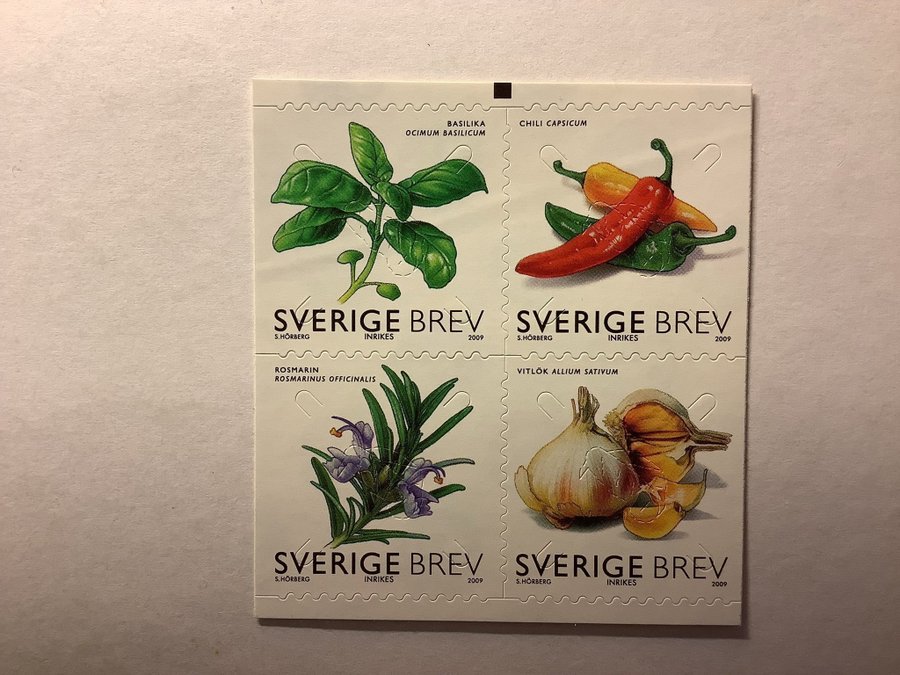 BASILIKA
OCIMUM BASILICUM
SVERIGE BREV
S.HÖRBERG INRIKES 2009
CHILI CAPSICUM
SVERIGE BREV
S.HÖRBERG INRIKES 2009
ROSMARIN
ROSMARINUS OFFICINALIS
SVERIGE BREV
S.HÖRBERG INRIKES 2009
VITLÖK ALLIUM SATIVUM
SVERIGE BREV
S.HÖRBERG INRIKES 2009